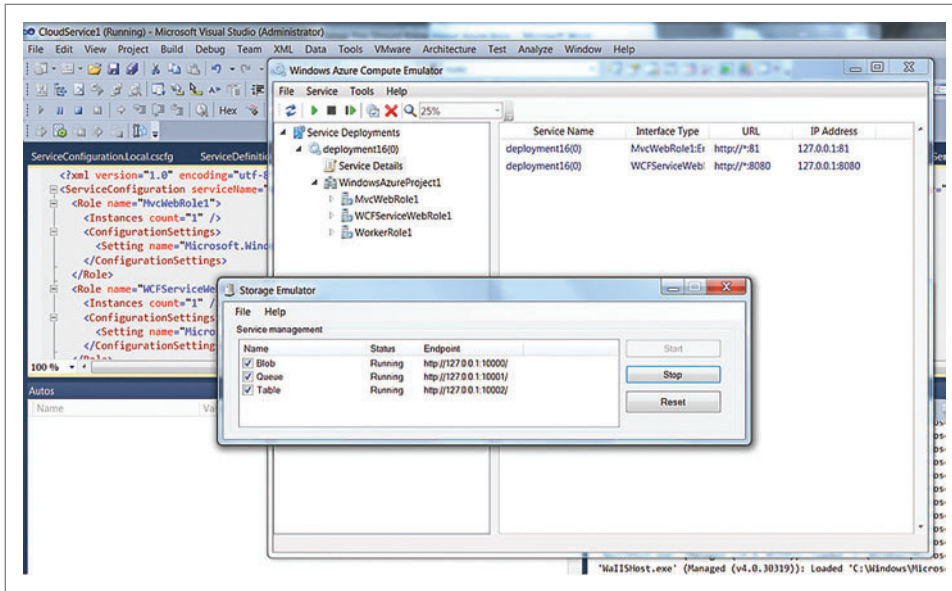 CloudService1 (Running) - Microsoft Visual Studio (Administrator)
File Edit View Project Build Debug Team XML Data Tools VMware Architecture Test Analyze Window Help
Hex
ServiceConfiguration.Local.cscfg ServiceDefinitio
<?xml version="1.0" encoding="utf-8
<ServiceConfiguration serviceName="
<Role name="MvcWebRole1">
<Instances count="1" />
<ConfigurationSettings>
<Setting name="Microsoft.Wind
</ConfigurationSettings>
</Role>
<Role name="WCFServiceWe
<Instances count="1" /
<ConfigurationSettings
<Setting name="Micro
</ConfigurationSetting
100 %
Autos
Name Va
Windows Azure Compute Emulator
File Service Tools Help
25%
Service Deployments
deployment16(0)
Service Details
WindowsAzureProject1
MvcWebRole1
WCFServiceWebRole1
WorkerRole1
Service Name Interface Type URL IP Address
deployment16(0) MvcWebRole1:Er http://*:81 127.0.0.1:81
deployment16(0) WCFServiceWebl http://*:8080 127.0.0.1:8080
Storage Emulator
File Help
Service management
Name Status Endpoint
Blob Running http://127.0.0.1:10000/
Queue Running http://127.0.0.1:10001/
Table Running http://127.0.0.1:10002/
Start
Stop
Reset
'WaIISHost.exe' (Managed (v4.0.30319)): Loaded 'C:\Windows\Micros